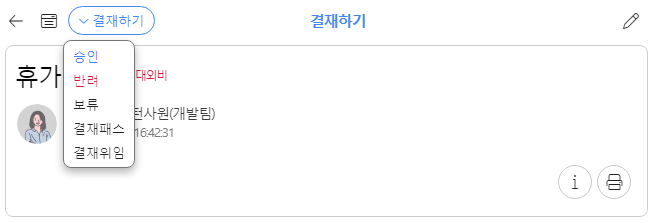 결재하기
결재하기
승인
반려
보류
결재패스
결재위임
휴가
대외비
턴사원(개발팀)
16:42:31